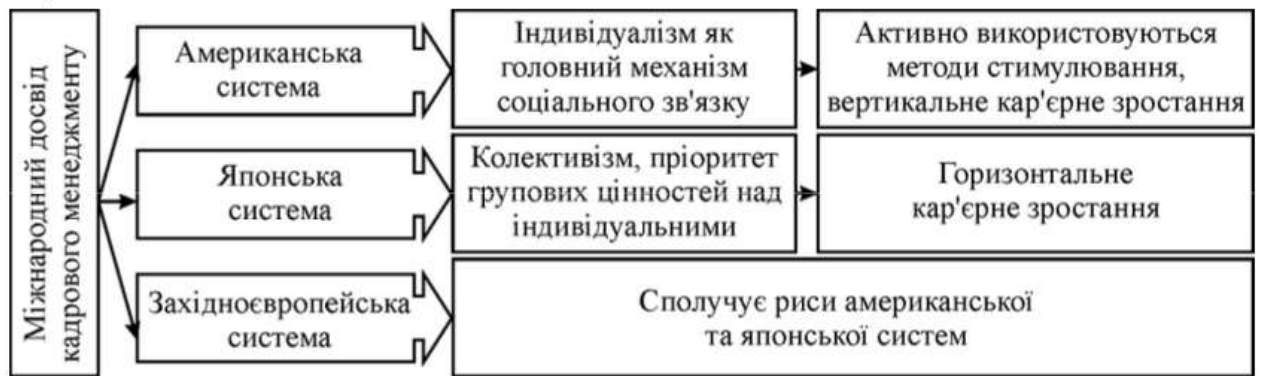 Міжнародний досвід
кадрового менеджменту
Американська
система
Індивідуалізм як
головний механізм
соціального зв'язку
Активно використовуються
методи стимулювання,
вертикальне кар'єрне зростання
Японська
система
Колективізм, пріоритет
групових цінностей над
індивідуальними
Горизонтальне
кар'єрне зростання
Західноєвропейська
система
Сполучує риси американської
та японської систем